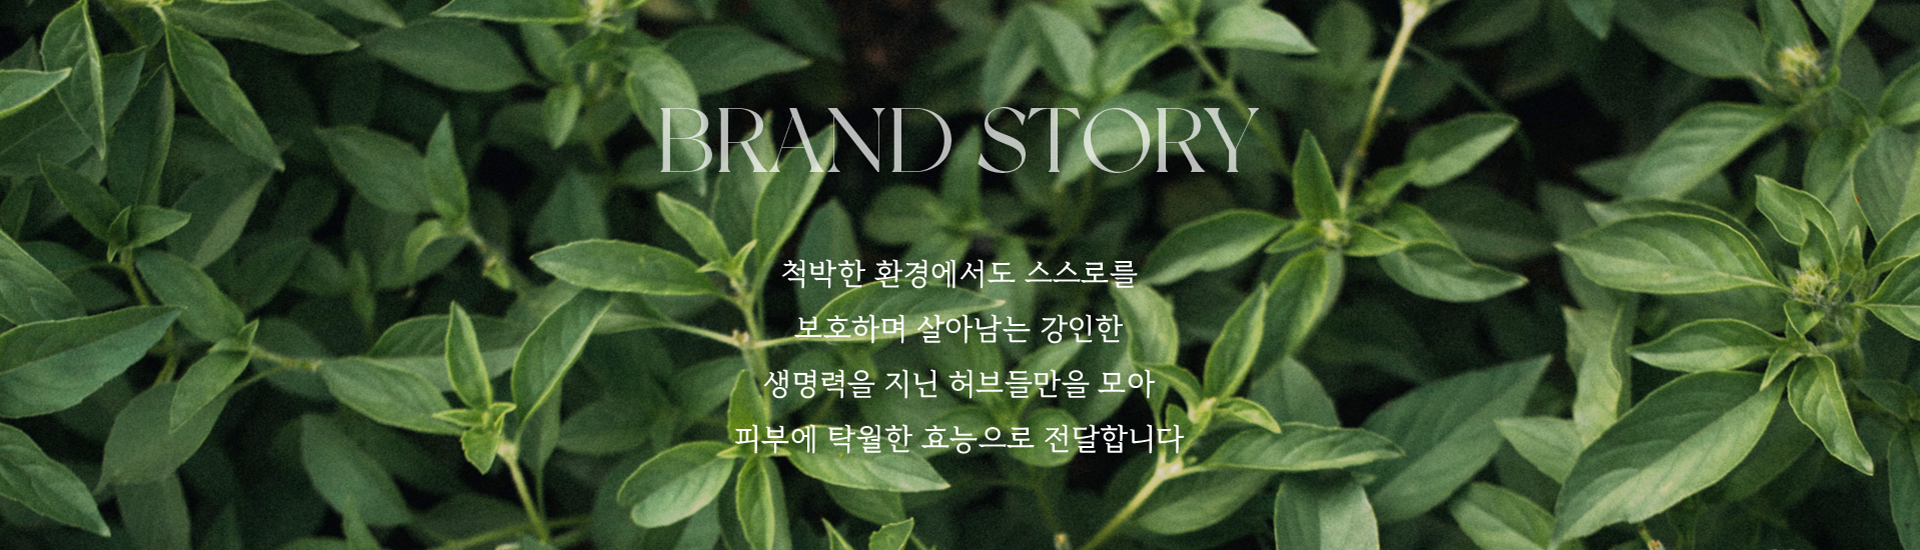 BRAND STORY
척박한 환경에서도 스스로를
보호하며 살아남는 강인한
생명력을 지닌 허브들만을 모아
피부에 탁월한 효능으로 전달합니다